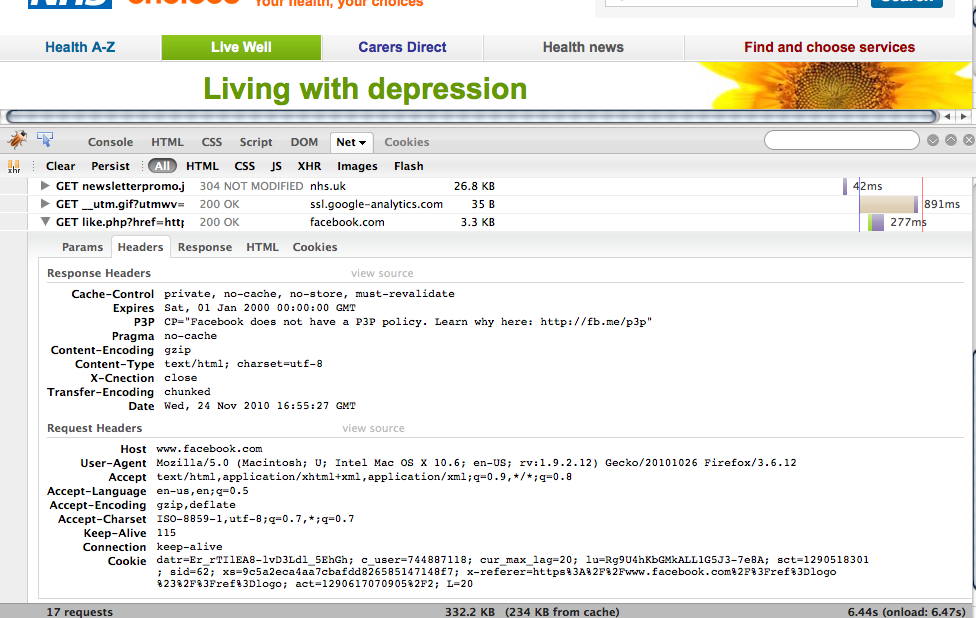 NHS choices Your health, your choices
Search
Health A-Z Live Well Carers Direct Health news Find and choose services
Living with depression
Console HTML CSS Script DOM Net Cookies
xhr Clear Persist All HTML CSS JS XHR Images Flash
GET newsletterpromo.j 304 NOT MODIFIED nhs.uk 26.8 KB 42ms
GET __utm.gif?utmwv= 200 OK ssl.google-analytics.com 35 B 891ms
GET like.php?href=http 200 OK facebook.com 3.3 KB 277ms
Params Headers Response HTML Cookies
Response Headers view source
Cache-Control private, no-cache, no-store, must-revalidate
Expires Sat, 01 Jan 2000 00:00:00 GMT
P3P CP="Facebook does not have a P3P policy. Learn why here: http://fb.me/p3p"
Pragma no-cache
Content-Encoding gzip
Content-Type text/html; charset=utf-8
X-Cnection close
Transfer-Encoding chunked
Date Wed, 24 Nov 2010 16:55:27 GMT
Request Headers view source
Host www.facebook.com
User-Agent Mozilla/5.0 (Macintosh; U; Intel Mac OS X 10.6; en-US; rv:1.9.2.12) Gecko/20101026 Firefox/3.6.12
Accept text/html,application/xhtml+xml,application/xml;q=0.9,*/*;q=0.8
Accept-Language en-us,en;q=0.5
Accept-Encoding gzip,deflate
Accept-Charset ISO-8859-1,utf-8;q=0.7,*;q=0.7
Keep-Alive 115
Connection keep-alive
Cookie datr=Er_rTI1EA8-lvD3Ldl_5EhGh; c_user=744887118; cur_max_lag=20; lu=Rg9U4hKbGMkALL1G5J3-7e8A; sct=1290518301
; sid=62; xs=9c5a2eca4aa7cbafdd82658514718f7; x-referer=https%3A%2F%2Fwww.facebook.com%2F%3Fref%3Dlogo
%23%2F%3Fref%3Dlogo; act=1290617070905%2F2; L=20
17 requests 332.2 KB (234 KB from cache) 6.44s (onload: 6.47s)